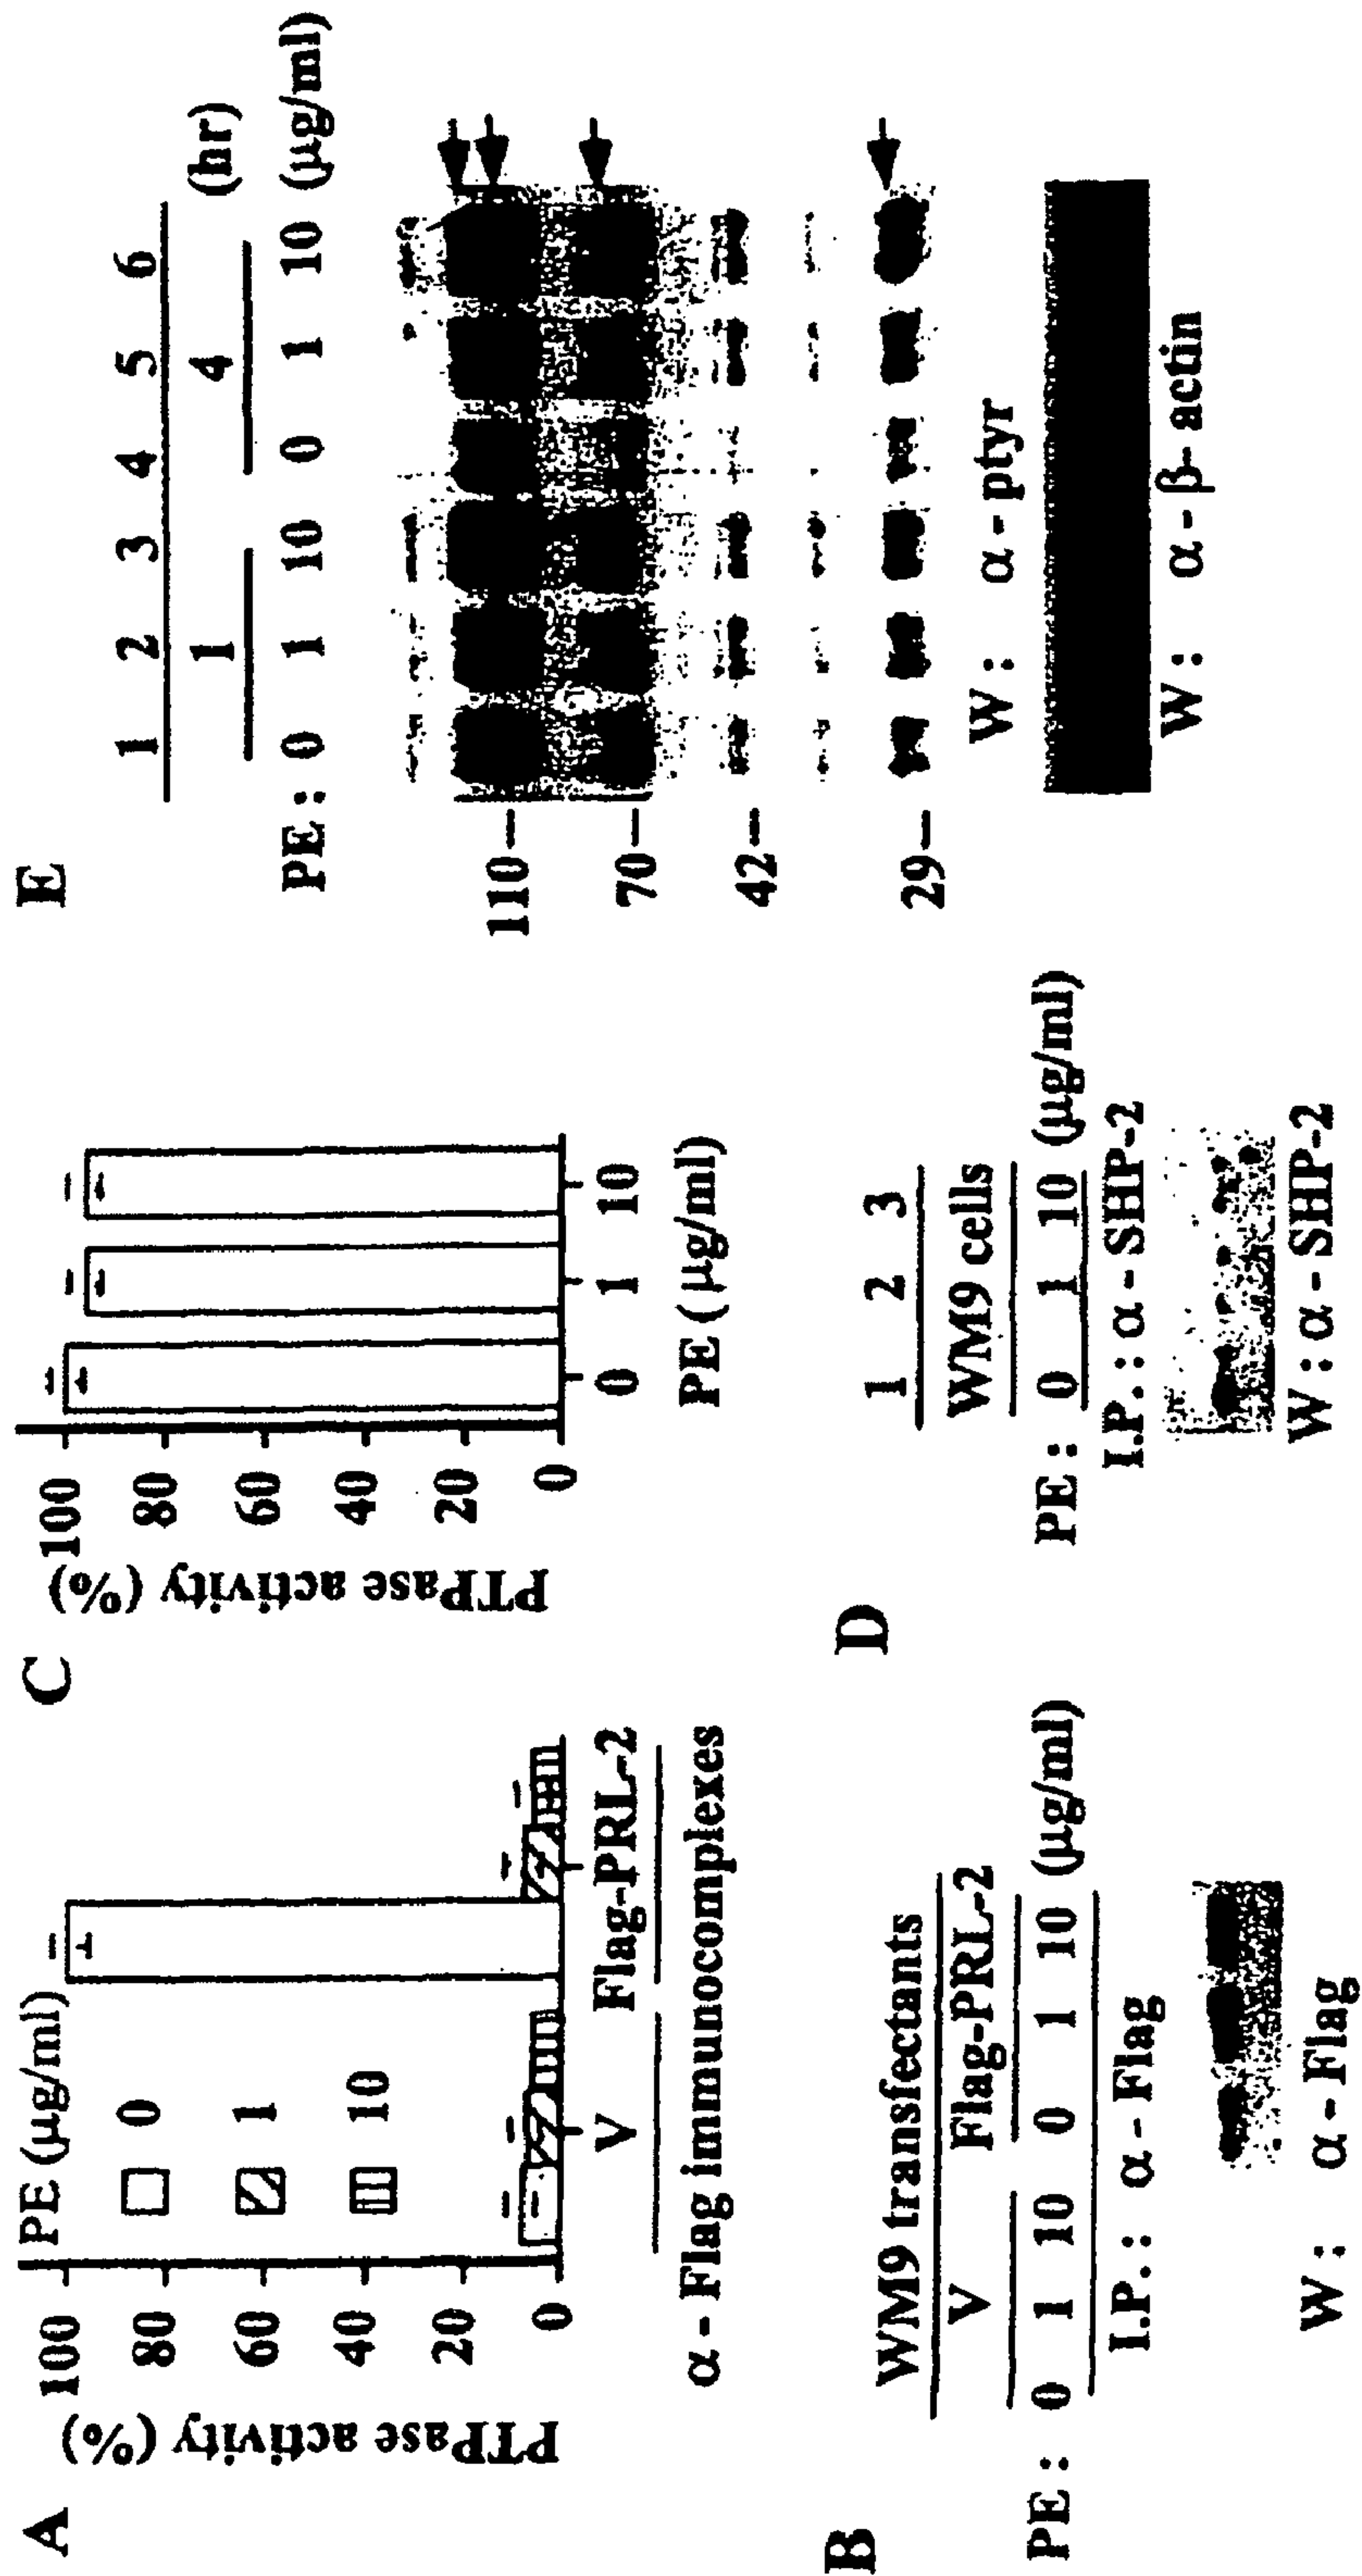 A
PTPase activity (%)
100
80
60
40
20
0
PE (μg/ml)
0
1
10
V Flag-PRL-2
α - Flag immunocomplexes
B
WM9 transfectants
V Flag-PRL-2
PE : 0 1 10 0 1 10 (μg/ml)
I.P. : α - Flag
W : α - Flag
C
PTPase activity (%)
100
80
60
40
20
0
0 1 10
PE (μg/ml)
D
1 2 3
WM9 cells
PE : 0 1 10 (μg/ml)
I.P. : α - SHP-2
W : α - SHP-2
E
1 2 3 4 5 6
1 4 (hr)
PE : 0 1 10 0 1 10 (μg/ml)
110
70
42
29
W : α - ptyr
W : α - β- actin